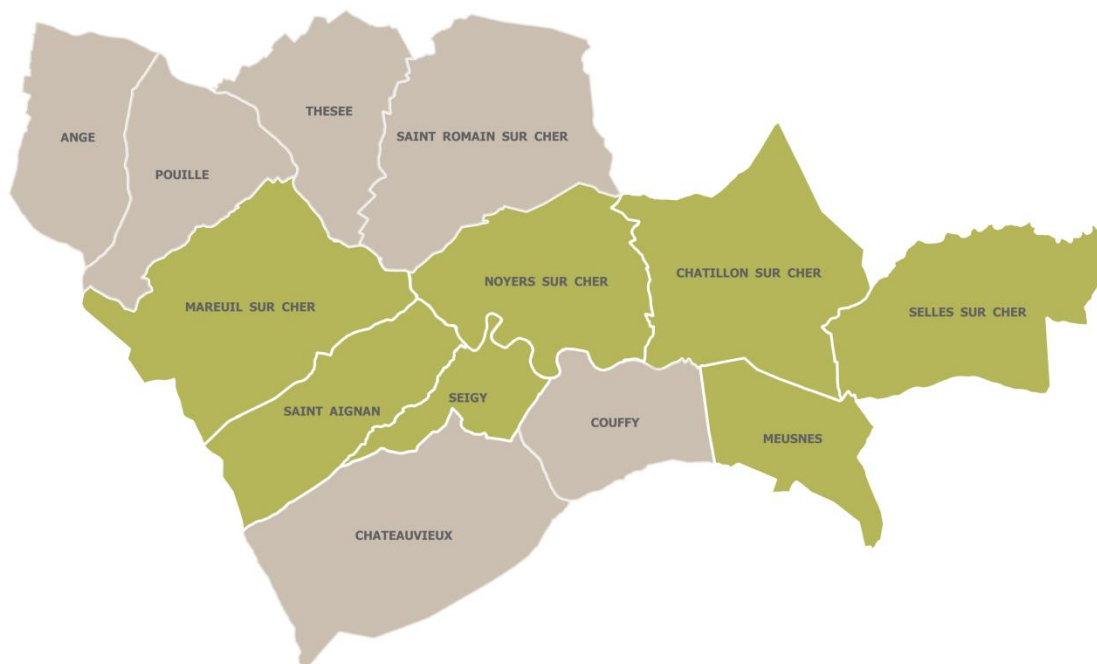 THESEE
ANGE
SAINT ROMAIN SUR CHER
POUILLE
CHATILLON SUR CHER
NOYERS SUR CHER
MAREUIL SUR CHER
SELLES SUR CHER
SEIGY
SAINT AIGNAN
COUFFY
MEUSNES
CHATEAUVIEUX